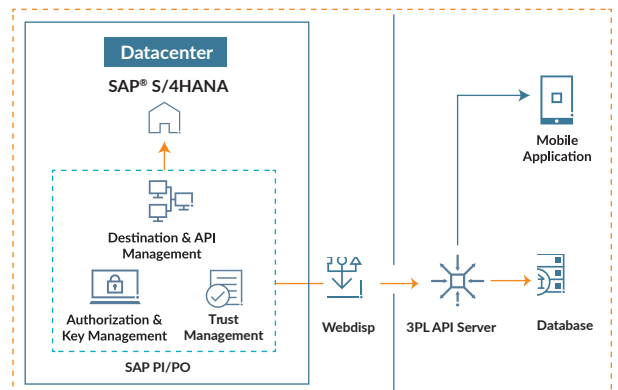 Datacenter
SAP® S/4HANA
Destination & API
Management
Authorization &
Key Management
Trust
Management
SAP PI/PO
Webdisp
3PL API Server
Mobile
Application
Database